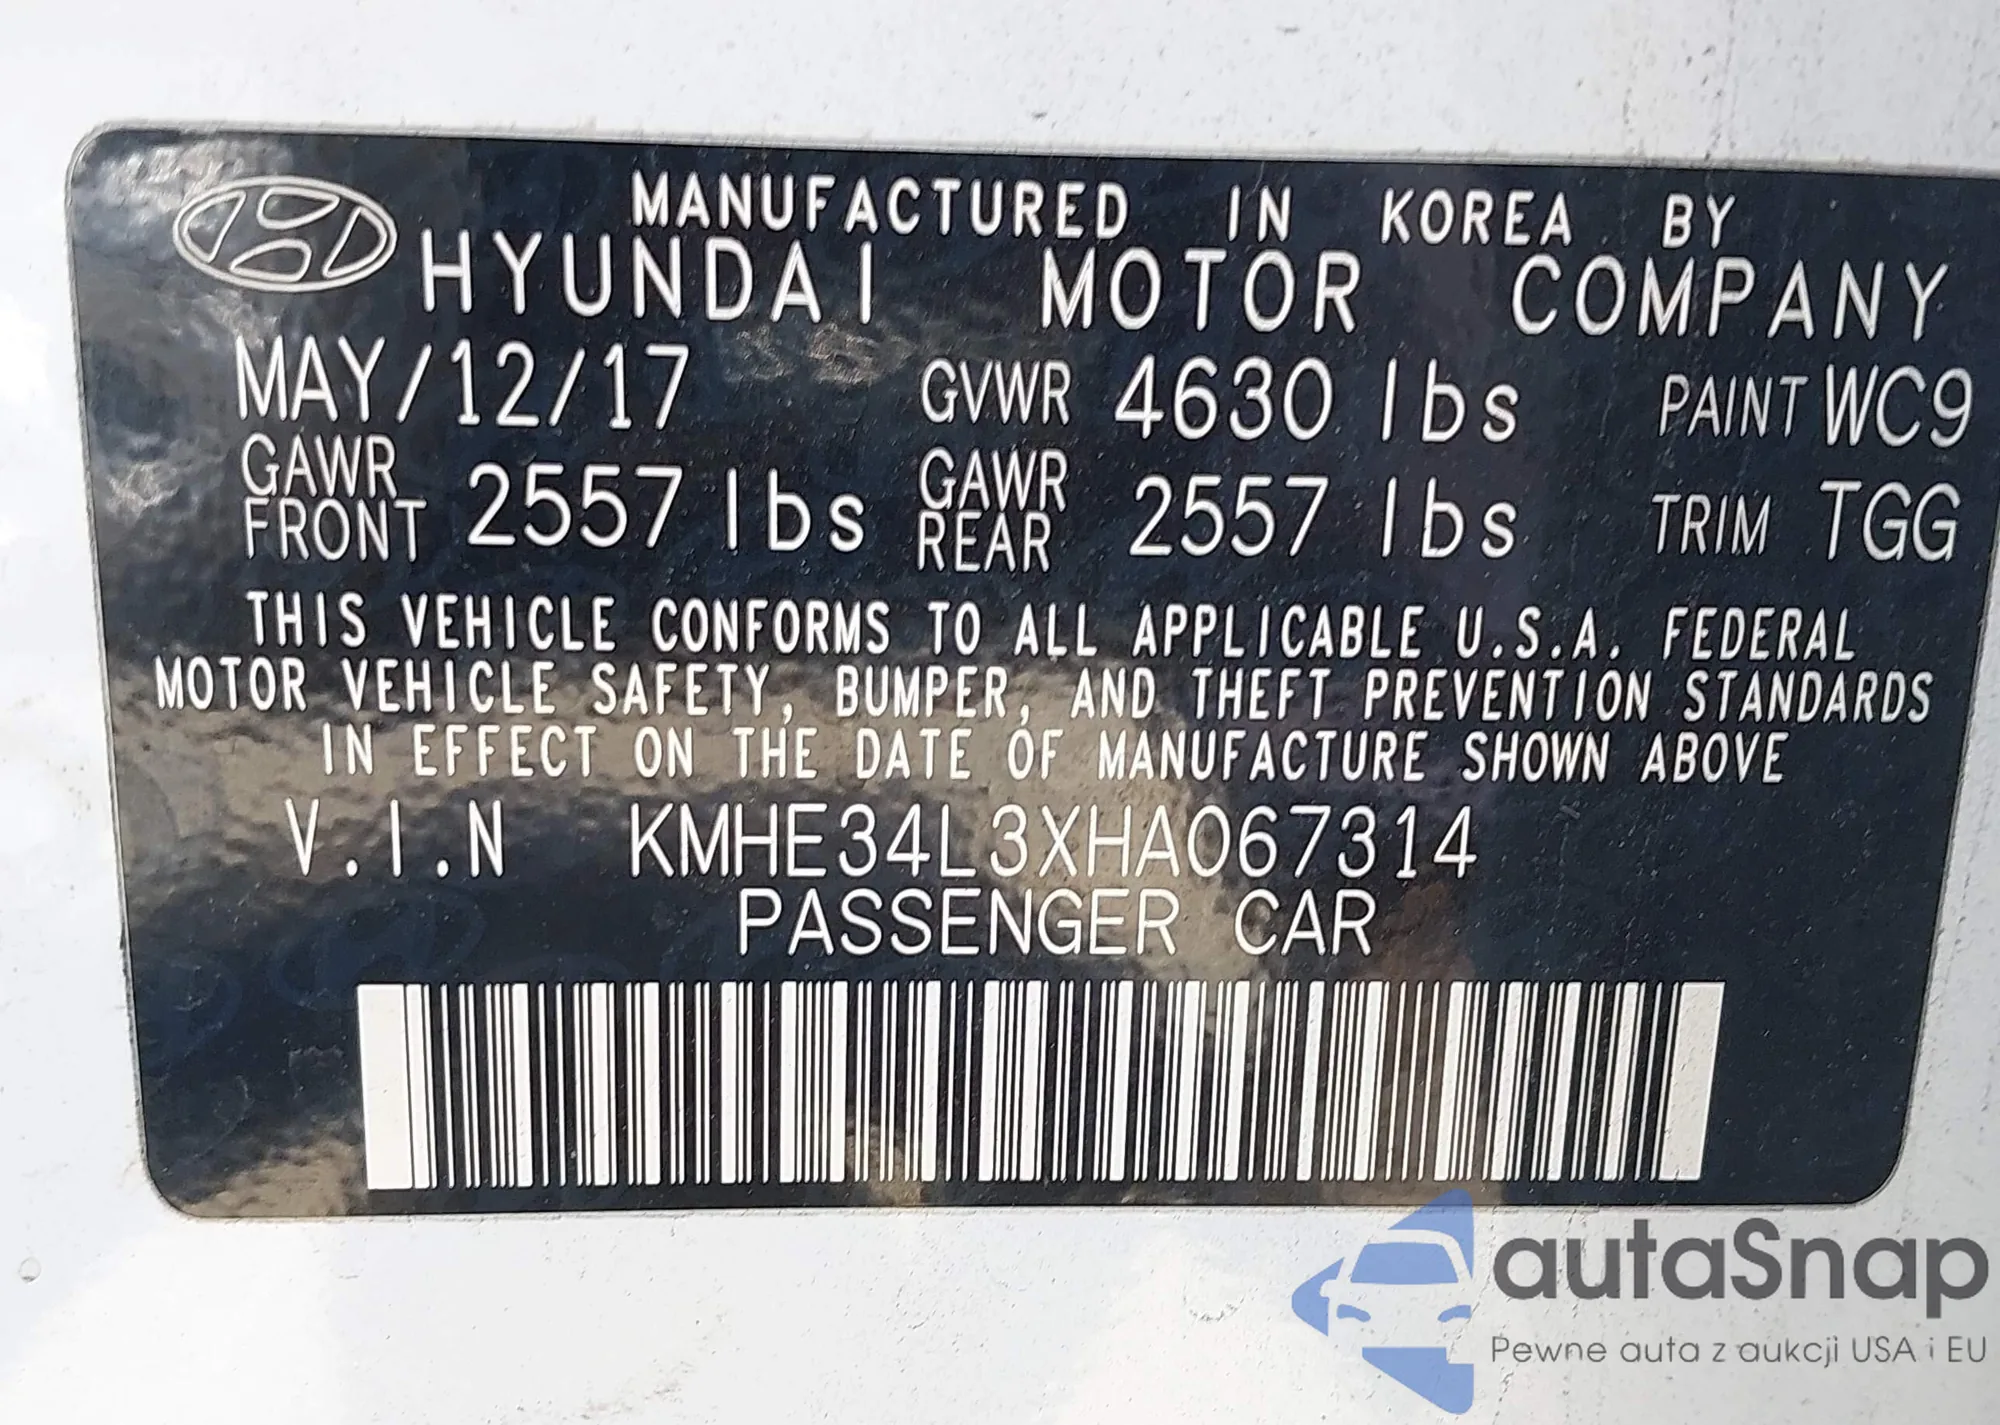 MANUFACTURED IN KOREA BY
HYUNDAI MOTOR COMPANY
MAY/12/17 GVWR 4630 lbs PAINT WC9
GAWR FRONT 2557 lbs GAWR REAR 2557 lbs TRIM TGG
THIS VEHICLE CONFORMS TO ALL APPLICABLE U.S.A. FEDERAL
MOTOR VEHICLE SAFETY, BUMPER, AND THEFT PREVENTION STANDARDS
IN EFFECT ON THE DATE OF MANUFACTURE SHOWN ABOVE
V.I.N KMHE34L3XHA067314
PASSENGER CAR
autaSnap
Pewne auta z aukcji USA i EU